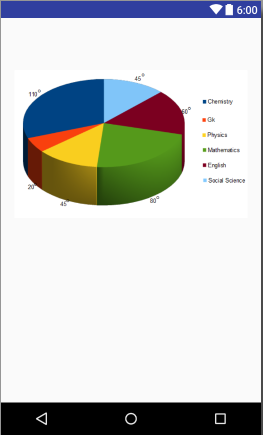 6:00
45°
110°
Chemistry
60°
Gk
Physics
Mathematics
English
Social Science
20°
45°
80°